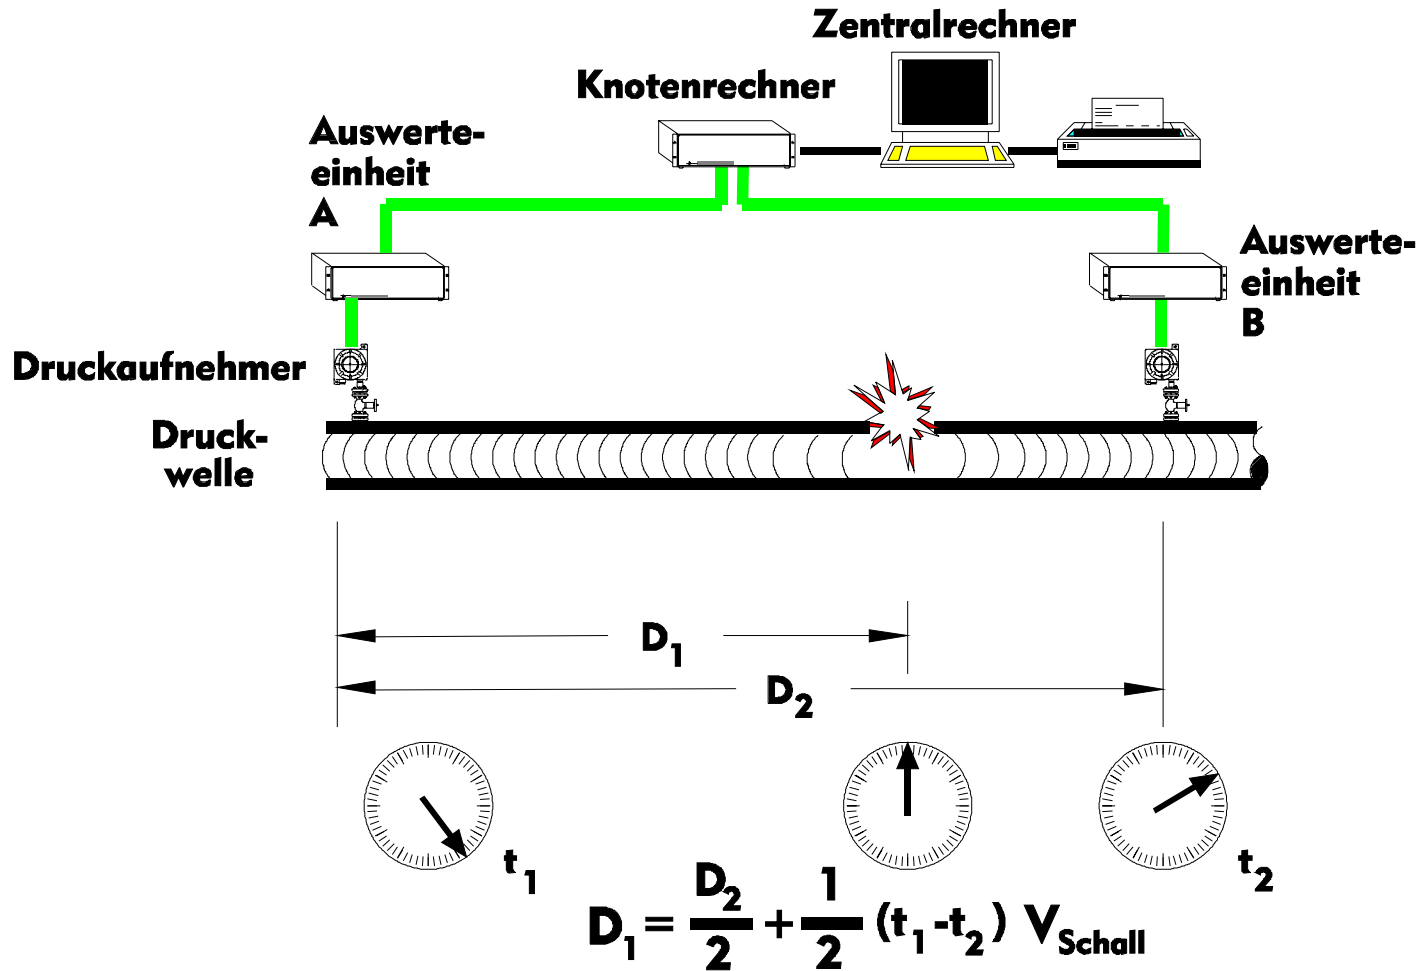 Zentralrechner
Knotenrechner
Auswerte-
einheit
A
Auswerte-
einheit
B
Druckaufnehmer
Druck-
welle
D₁
D₂
t₁
t₂
D₁ = D₂/2 + 1/2 (t₁-t₂) V_Schall